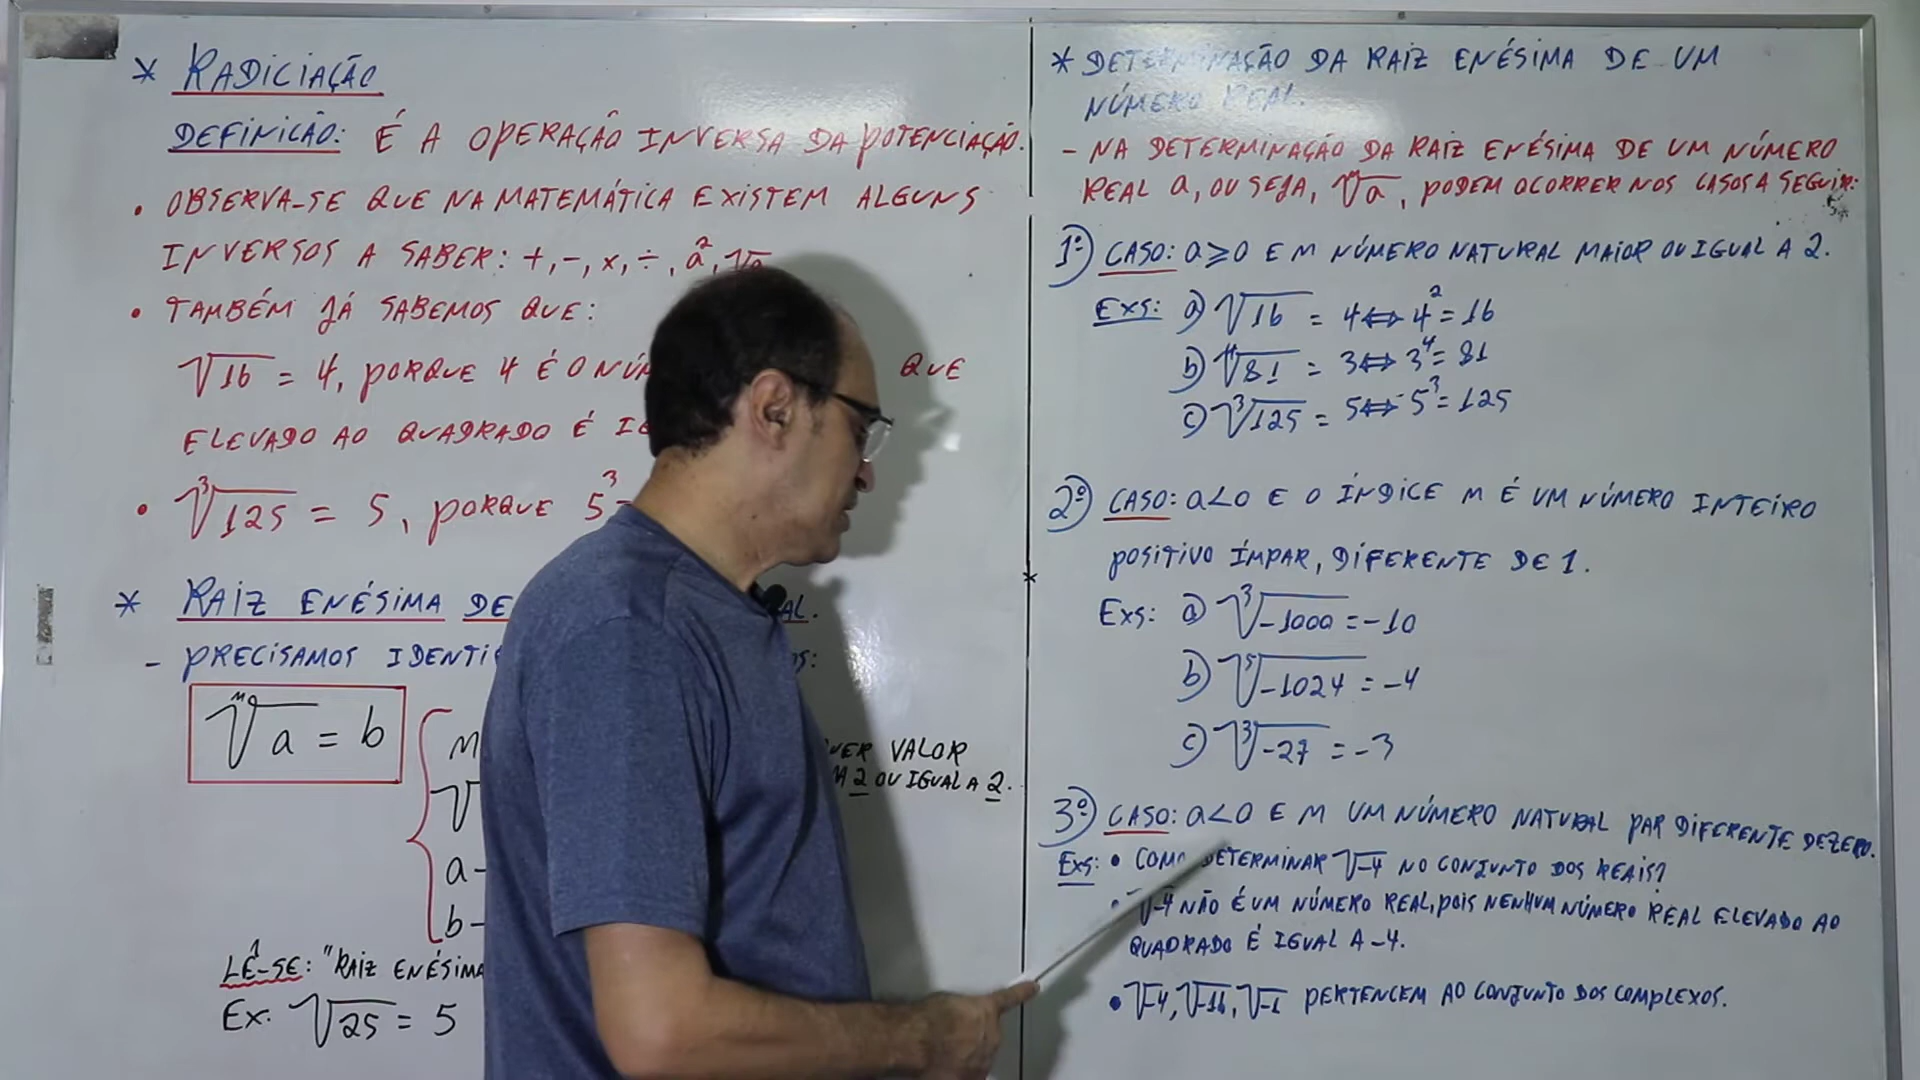 * RADICIAÇÃO
DEFINICÃO: É A OPERAÇÃO INVERSA DA POTENCIAÇÃO.
• OBSERVA-SE QUE NA MATEMÁTICA EXISTEM ALGUNS
INVERSOS A SABER: +, -, x, ÷, a², √a
• TAMBÉM JÁ SABEMOS QUE:
√16 = 4, PORQUE 4 É O QUE
ELEVADO AO QUADRADO É
• ³√125 = 5, PORQUE 5³
* RAIZ ENÉSIMA DE
- PRECISAMOS
ⁿ√a = b
n
√ VALOR
2 OU IGUAL A 2.
a -
b -
LÊ-SE: "RAIZ ENÉSIMA
Ex. √25 = 5
* DETERMINAÇÃO DA RAIZ ENÉSIMA DE UM
NÚMERO REAL.
- NA DETERMINAÇÃO DA RAIZ ENÉSIMA DE UM NÚMERO
REAL a, OU SEJA, ⁿ√a, PODEM OCORRER NOS CASOS A SEGUIR:
1º) CASO: a ≥ 0 E n NÚMERO NATURAL MAIOR OU IGUAL A 2.
EXS: a) √16 = 4 ⇔ 4² = 16
b) ⁴√81 = 3 ⇔ 3⁴ = 81
c) ³√125 = 5 ⇔ 5³ = 125
2º) CASO: a < 0 E O ÍNDICE n É UM NÚMERO INTEIRO
POSITIVO ÍMPAR, DIFERENTE DE 1.
EXS: a) ³√-1000 = -10
b) ⁵√-1024 = -4
c) ³√-27 = -3
3º) CASO: a < 0 E n UM NÚMERO NATURAL PAR DIFERENTE DE ZERO.
EXS: • COMO DETERMINAR √-4 NO CONJUNTO DOS REAIS?
• √-4 NÃO É UM NÚMERO REAL, POIS NENHUM NÚMERO REAL ELEVADO AO
QUADRADO É IGUAL A -4.
• √-4, √-16, √-1 PERTENCEM AO CONJUNTO DOS COMPLEXOS.